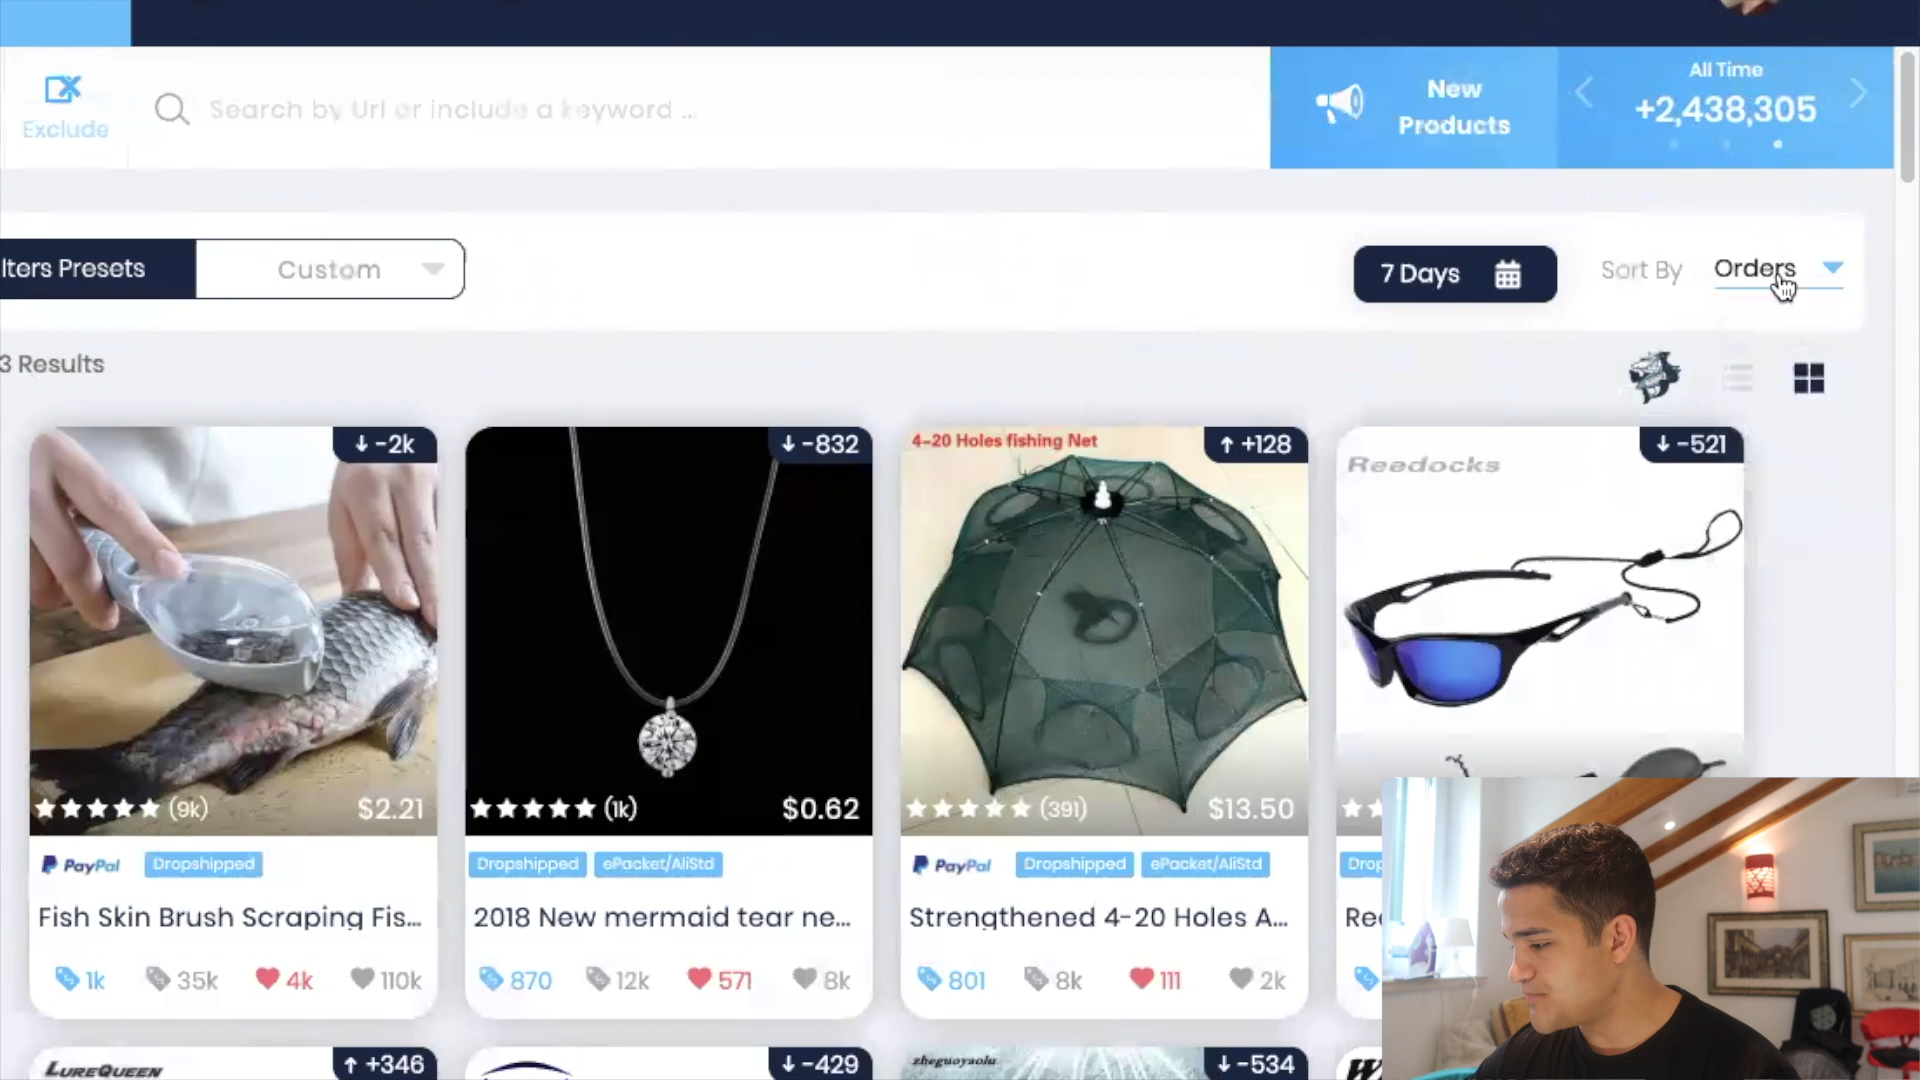 Exclude
Search by Url or include a keyword ...
New
Products
All Time
+2,438,305
lters Presets
Custom
7 Days
Sort By
Orders
3 Results
-2k
(9k)
$2.21
PayPal
Dropshipped
Fish Skin Brush Scraping Fis...
1k
35k
4k
110k
-832
(1k)
$0.62
Dropshipped
ePacket/AliStd
2018 New mermaid tear ne...
870
12k
571
8k
4-20 Holes fishing Net
+128
(391)
$13.50
PayPal
Dropshipped
ePacket/AliStd
Strengthened 4-20 Holes A...
801
8k
111
2k
-521
Reedocks
Drop
Ree
LUREQUEEN
+346
-429
zheguoyaolu
-534
W